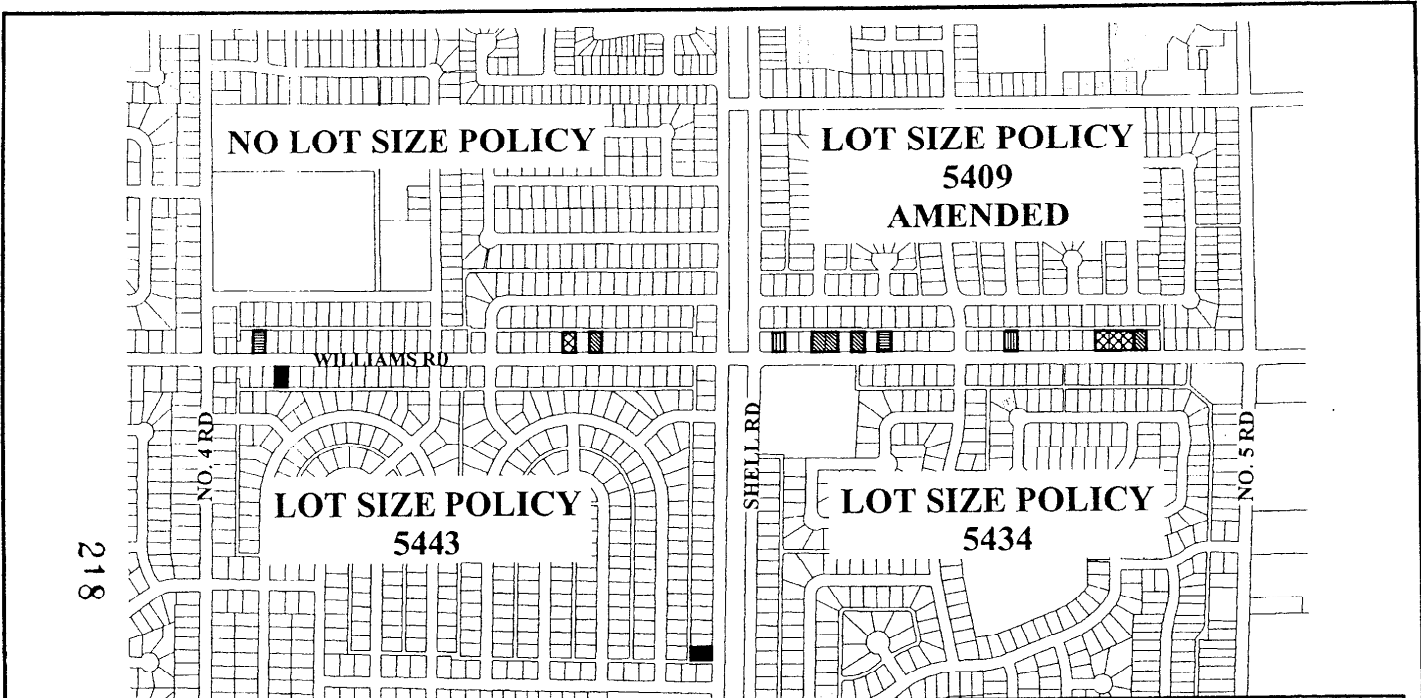 NO LOT SIZE POLICY
LOT SIZE POLICY
5409
AMENDED
WILLIAMS RD
NO. 4 RD
SHELL RD
NO. 5 RD
LOT SIZE POLICY
5443
LOT SIZE POLICY
5434
218